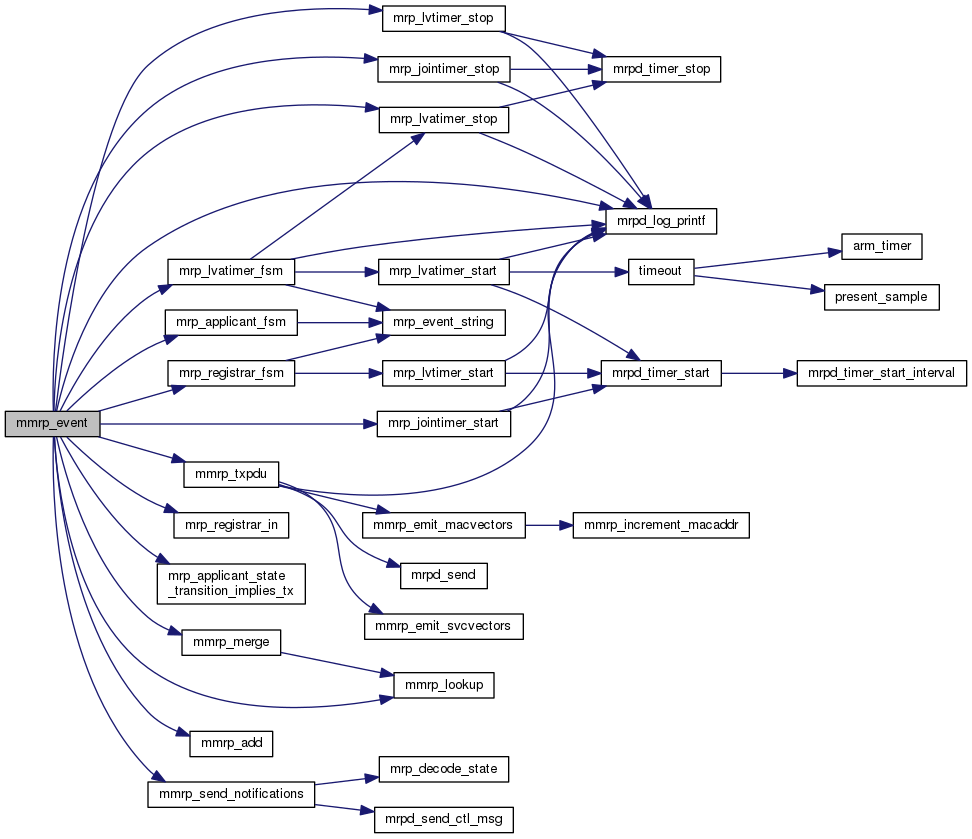 mrp_lvtimer_stop
mrp_jointimer_stop
mrpd_timer_stop
mrp_lvatimer_stop
mrpd_log_printf
arm_timer
mrp_lvatimer_fsm
mrp_lvatimer_start
timeout
present_sample
mrp_applicant_fsm
mrp_event_string
mrp_registrar_fsm
mrp_lvtimer_start
mrpd_timer_start
mrpd_timer_start_interval
mmrp_event
mrp_jointimer_start
mmrp_txpdu
mrp_registrar_in
mmrp_emit_macvectors
mmrp_increment_macaddr
mrp_applicant_state
_transition_implies_tx
mrpd_send
mmrp_emit_svcvectors
mmrp_merge
mmrp_lookup
mmrp_add
mrp_decode_state
mmrp_send_notifications
mrpd_send_ctl_msg